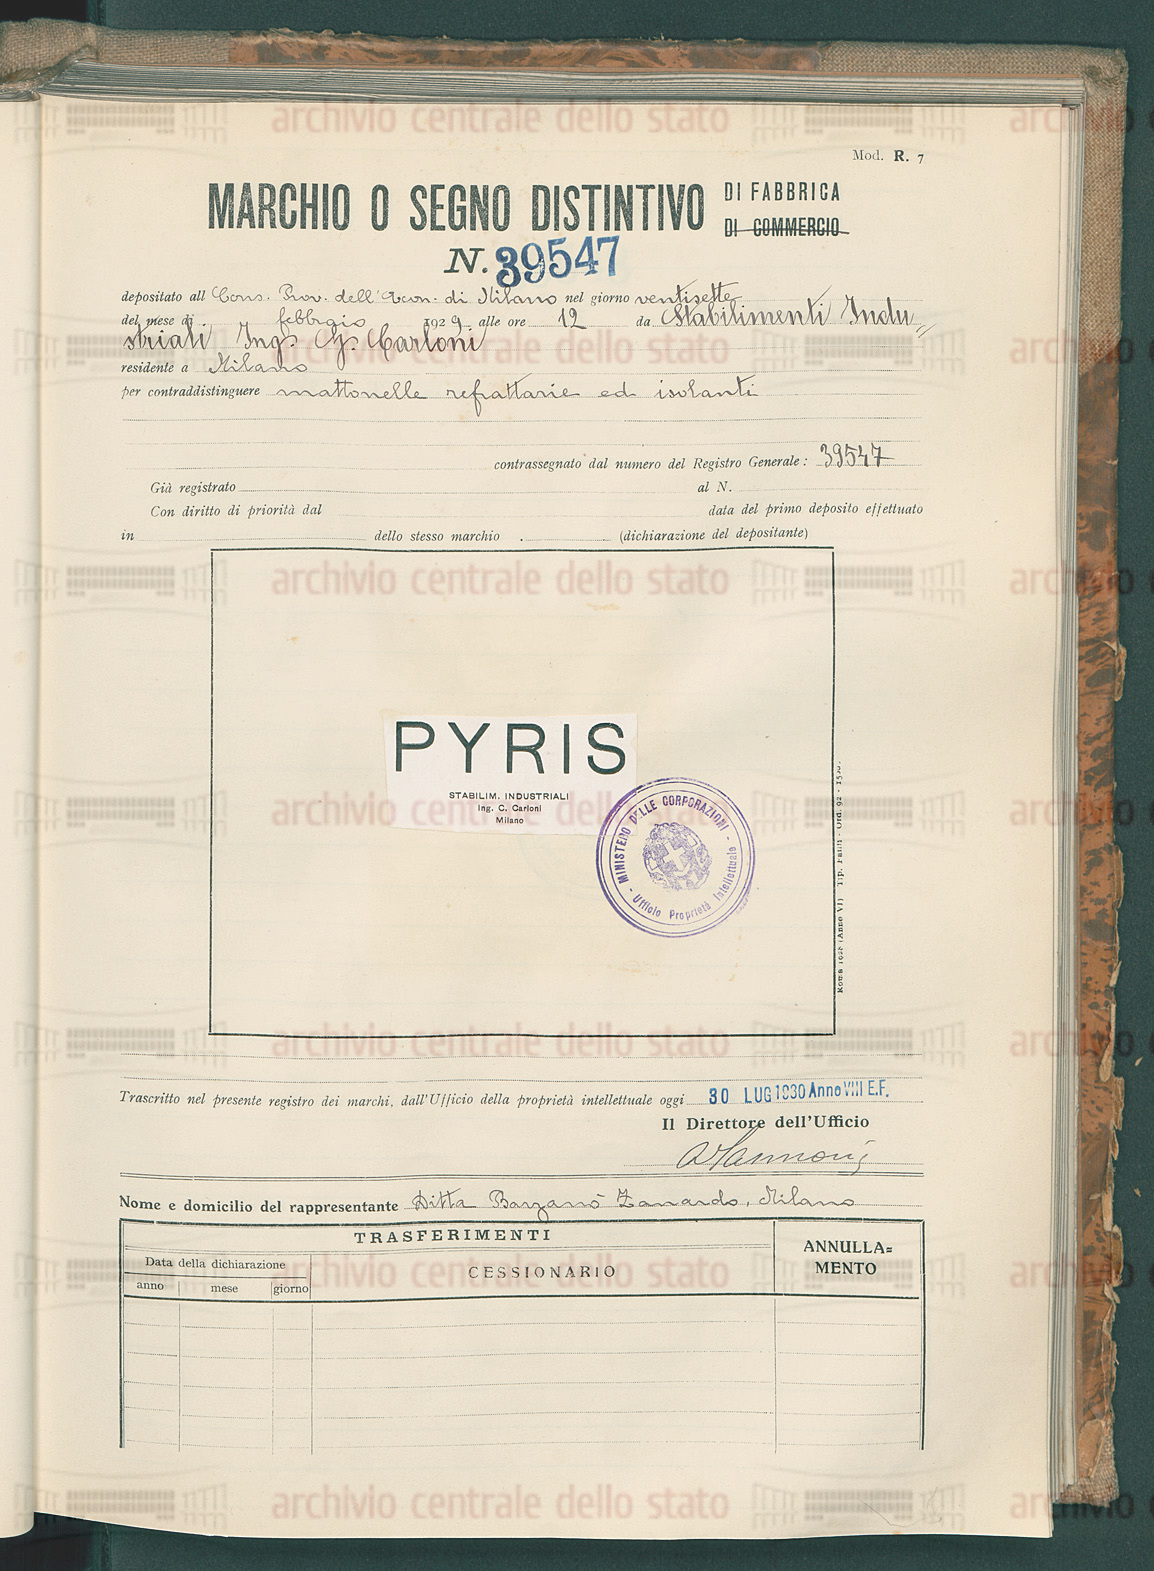 Mod. R. 7
MARCHIO O SEGNO DISTINTIVO DI FABBRICA
DI COMMERCIO
N. 39547
depositato all Cons. Prov. dell'Econ. di Milano nel giorno ventisette
del mese di febbraio 1929 alle ore 12 da Stabilimenti Indu
striali Ing. G. Carloni
residente a Milano
per contraddistinguere mattonelle refrattarie ed isolanti
contrassegnato dal numero del Registro Generale: 39547
Già registrato al N.
Con diritto di priorità dal data del primo deposito effettuato
in dello stesso marchio (dichiarazione del depositante)
PYRIS
STABILIM. INDUSTRIALI
Ing. C. Carloni
Milano
MINISTERO DELLE CORPORAZIONI
- Ufficio Proprietà Intellettuale -
Trascritto nel presente registro dei marchi, dall'Ufficio della proprietà intellettuale oggi 30 LUG 1930 Anno VIII E.F.
Il Direttore dell'Ufficio
Nome e domicilio del rappresentante Ditta Barzanò Zanardo, Milano
TRASFERIMENTI
ANNULLA=
MENTO
Data della dichiarazione
CESSIONARIO
anno mese giorno
archivio centrale dello stato